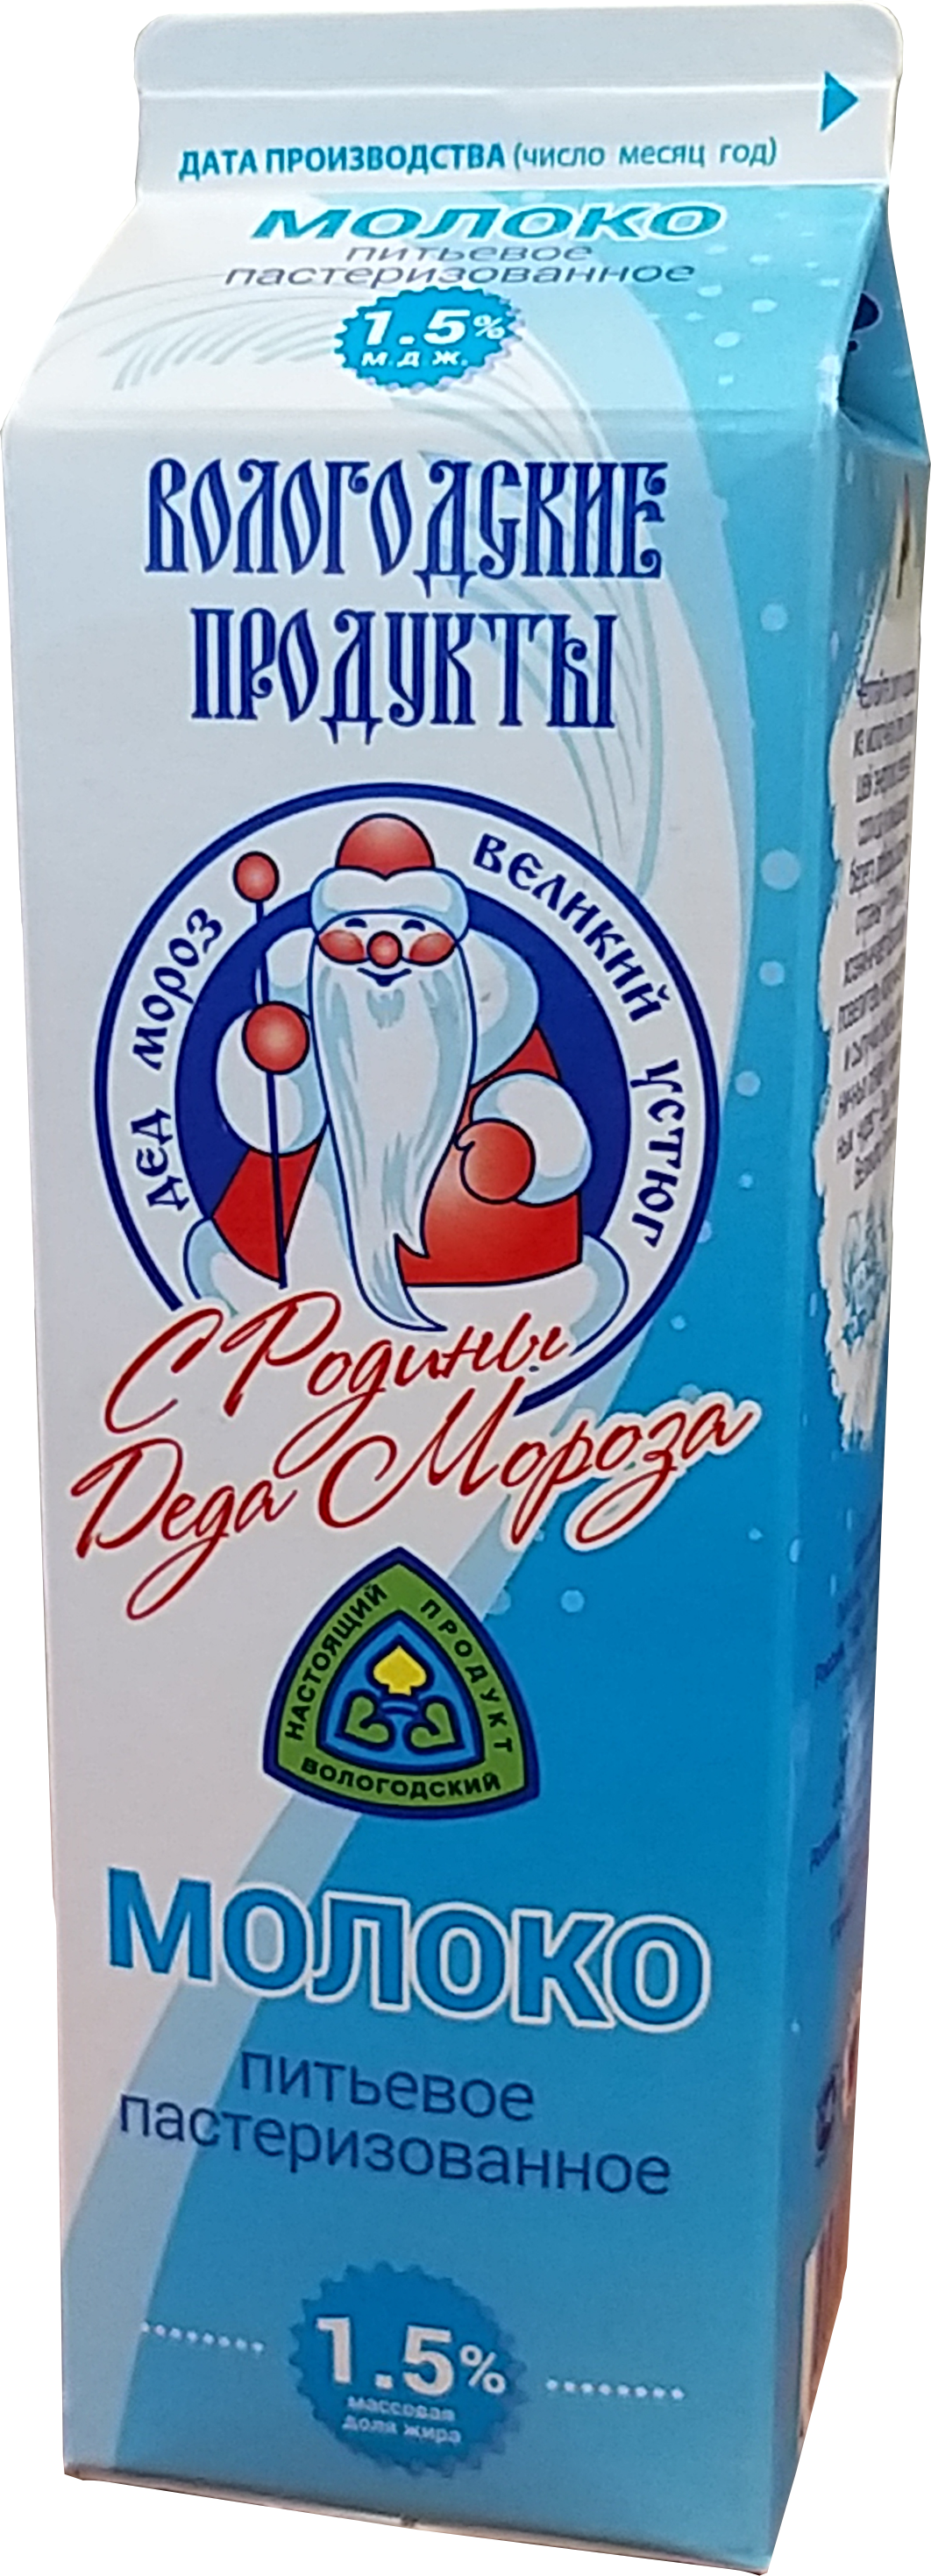 ДАТА ПРОИЗВОДСТВА (число месяц год)
МОЛОКО
питьевое
пастеризованное
1.5%
м.д.ж.
ВОЛОГОДСКИЕ
ПРОДУКТЫ
ДЕД МОРОЗ ВЕЛИКИЙ УСТЮГ
С Родины
Деда Мороза
НАСТОЯЩИЙ ПРОДУКТ
ВОЛОГОДСКИЙ
МОЛОКО
питьевое
пастеризованное
1.5%
массовая
доля жира